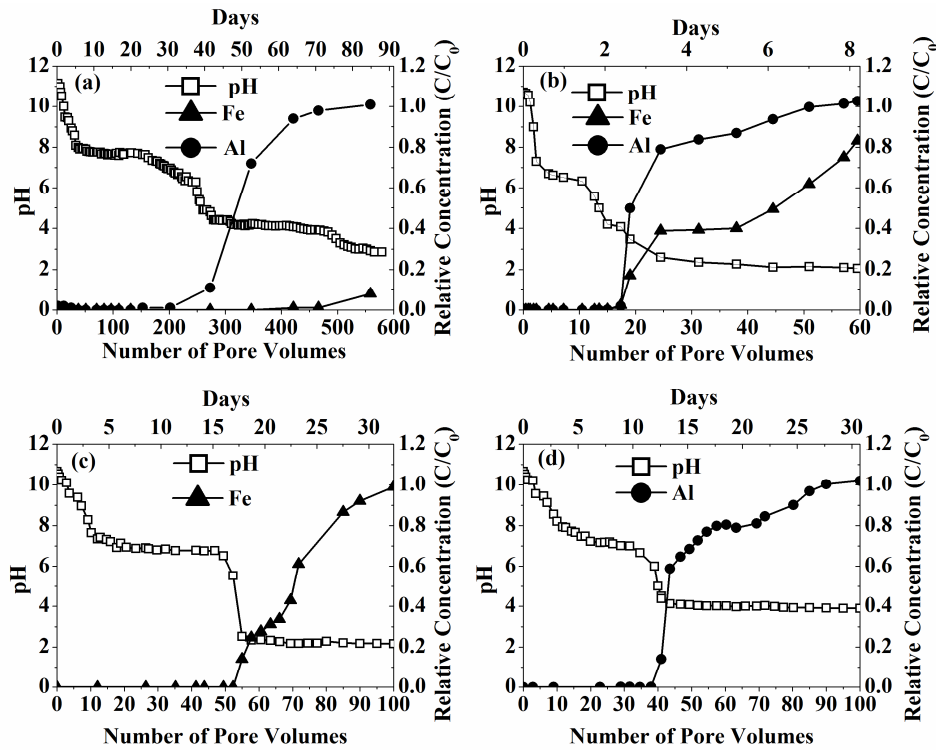 Days
0 10 20 30 40 50 60 70 80 90
12 10 8 6 4 2 0
pH
(a)
pH
Fe
Al
1.2 1.0 0.8 0.6 0.4 0.2 0.0
Relative Concentration (C/C0)
0 100 200 300 400 500 600
Number of Pore Volumes
Days
0 2 4 6 8
12 10 8 6 4 2 0
pH
(b)
pH
Fe
Al
1.2 1.0 0.8 0.6 0.4 0.2 0.0
Relative Concentration (C/C0)
0 10 20 30 40 50 60
Number of Pore Volumes
Days
0 5 10 15 20 25 30
12 10 8 6 4 2 0
pH
(c)
pH
Fe
1.2 1.0 0.8 0.6 0.4 0.2 0.0
Relative Concentration (C/C0)
0 10 20 30 40 50 60 70 80 90 100
Number of Pore Volumes
Days
0 5 10 15 20 25 30
12 10 8 6 4 2 0
pH
(d)
pH
Al
1.2 1.0 0.8 0.6 0.4 0.2 0.0
Relative Concentration (C/C0)
0 10 20 30 40 50 60 70 80 90 100
Number of Pore Volumes